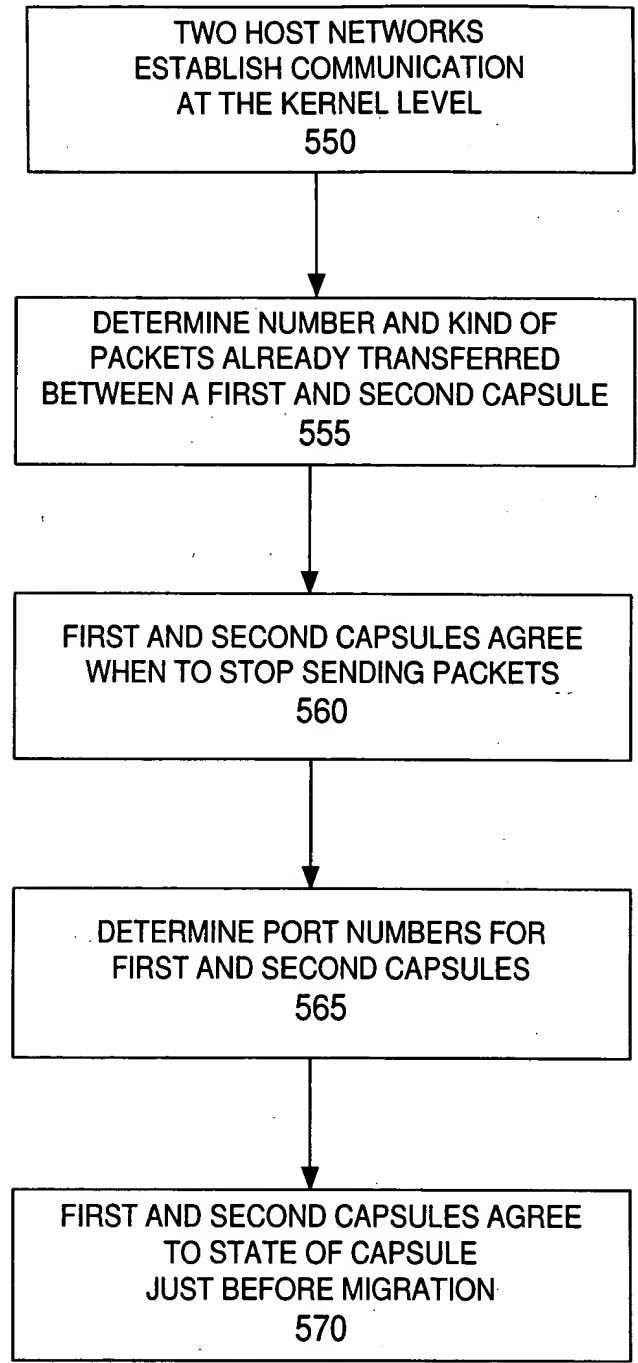 TWO HOST NETWORKS
ESTABLISH COMMUNICATION
AT THE KERNEL LEVEL
550
DETERMINE NUMBER AND KIND OF
PACKETS ALREADY TRANSFERRED
BETWEEN A FIRST AND SECOND CAPSULE
555
FIRST AND SECOND CAPSULES AGREE
WHEN TO STOP SENDING PACKETS
560
DETERMINE PORT NUMBERS FOR
FIRST AND SECOND CAPSULES
565
FIRST AND SECOND CAPSULES AGREE
TO STATE OF CAPSULE
JUST BEFORE MIGRATION
570